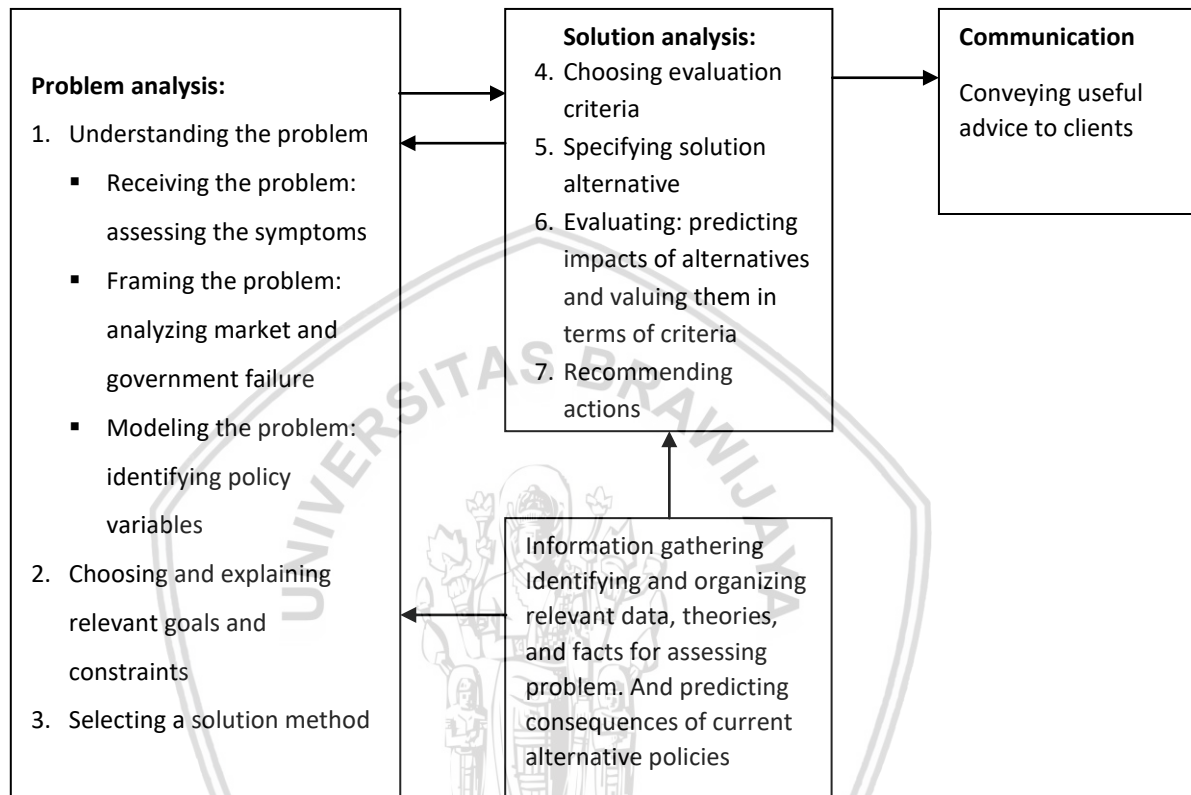 Problem analysis:
1. Understanding the problem
▪ Receiving the problem:
assessing the symptoms
▪ Framing the problem:
analyzing market and
government failure
▪ Modeling the problem:
identifying policy
variables
2. Choosing and explaining
relevant goals and
constraints
3. Selecting a solution method
Solution analysis:
4. Choosing evaluation
criteria
5. Specifying solution
alternative
6. Evaluating: predicting
impacts of alternatives
and valuing them in
terms of criteria
7. Recommending
actions
Communication
Conveying useful
advice to clients
Information gathering
Identifying and organizing
relevant data, theories,
and facts for assessing
problem. And predicting
consequences of current
alternative policies
UNIVERSITAS BRAWIJAYA